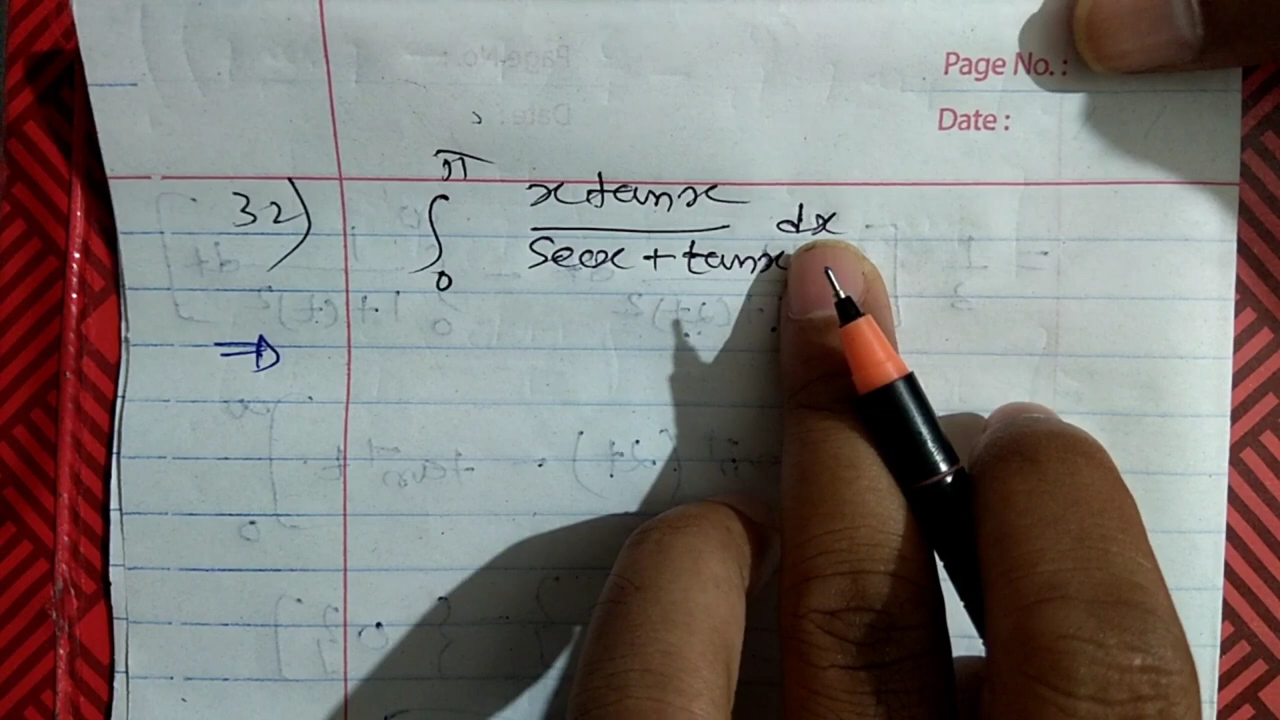 Page No.:
Date:
32) ∫₀^π x tanx / secx + tanx dx
⇒